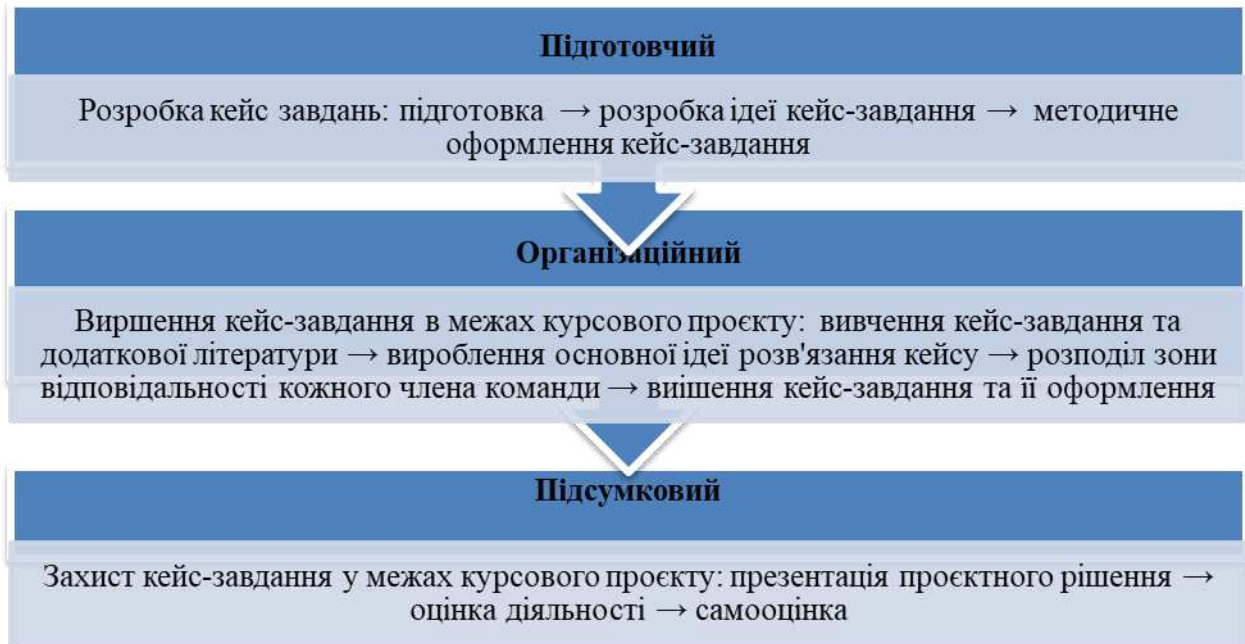 Підготовчий
Розробка кейс завдань: підготовка → розробка ідеї кейс-завдання → методичне
оформлення кейс-завдання
Організаційний
Виршення кейс-завдання в межах курсового проєкту: вивчення кейс-завдання та
додаткової літератури → вироблення основної ідеї розв'язання кейсу → розподіл зони
відповідальності кожного члена команди → виішення кейс-завдання та її оформлення
Підсумковий
Захист кейс-завдання у межах курсового проєкту: презентація проєктного рішення →
оцінка діяльності → самооцінка